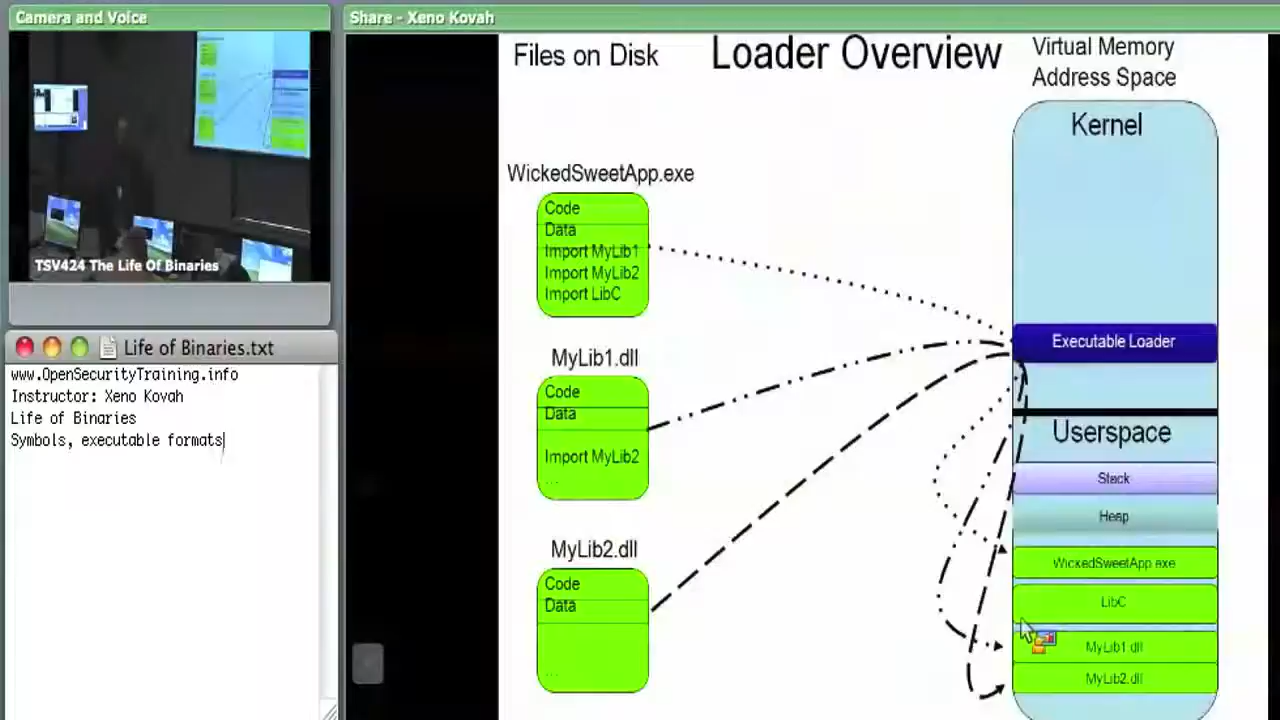 Camera and Voice
TSV424 The Life Of Binaries
Life of Binaries.txt
www.OpenSecurityTraining.info
Instructor: Xeno Kovah
Life of Binaries
Symbols, executable formats
Share - Xeno Kovah
Files on Disk
Loader Overview
Virtual Memory
Address Space
WickedSweetApp.exe
Code
Data
Import MyLib1
Import MyLib2
Import LibC
MyLib1.dll
Code
Data
Import MyLib2
...
MyLib2.dll
Code
Data
...
Kernel
Executable Loader
Userspace
Stack
Heap
WickedSweetApp.exe
LibC
MyLib1.dll
MyLib2.dll